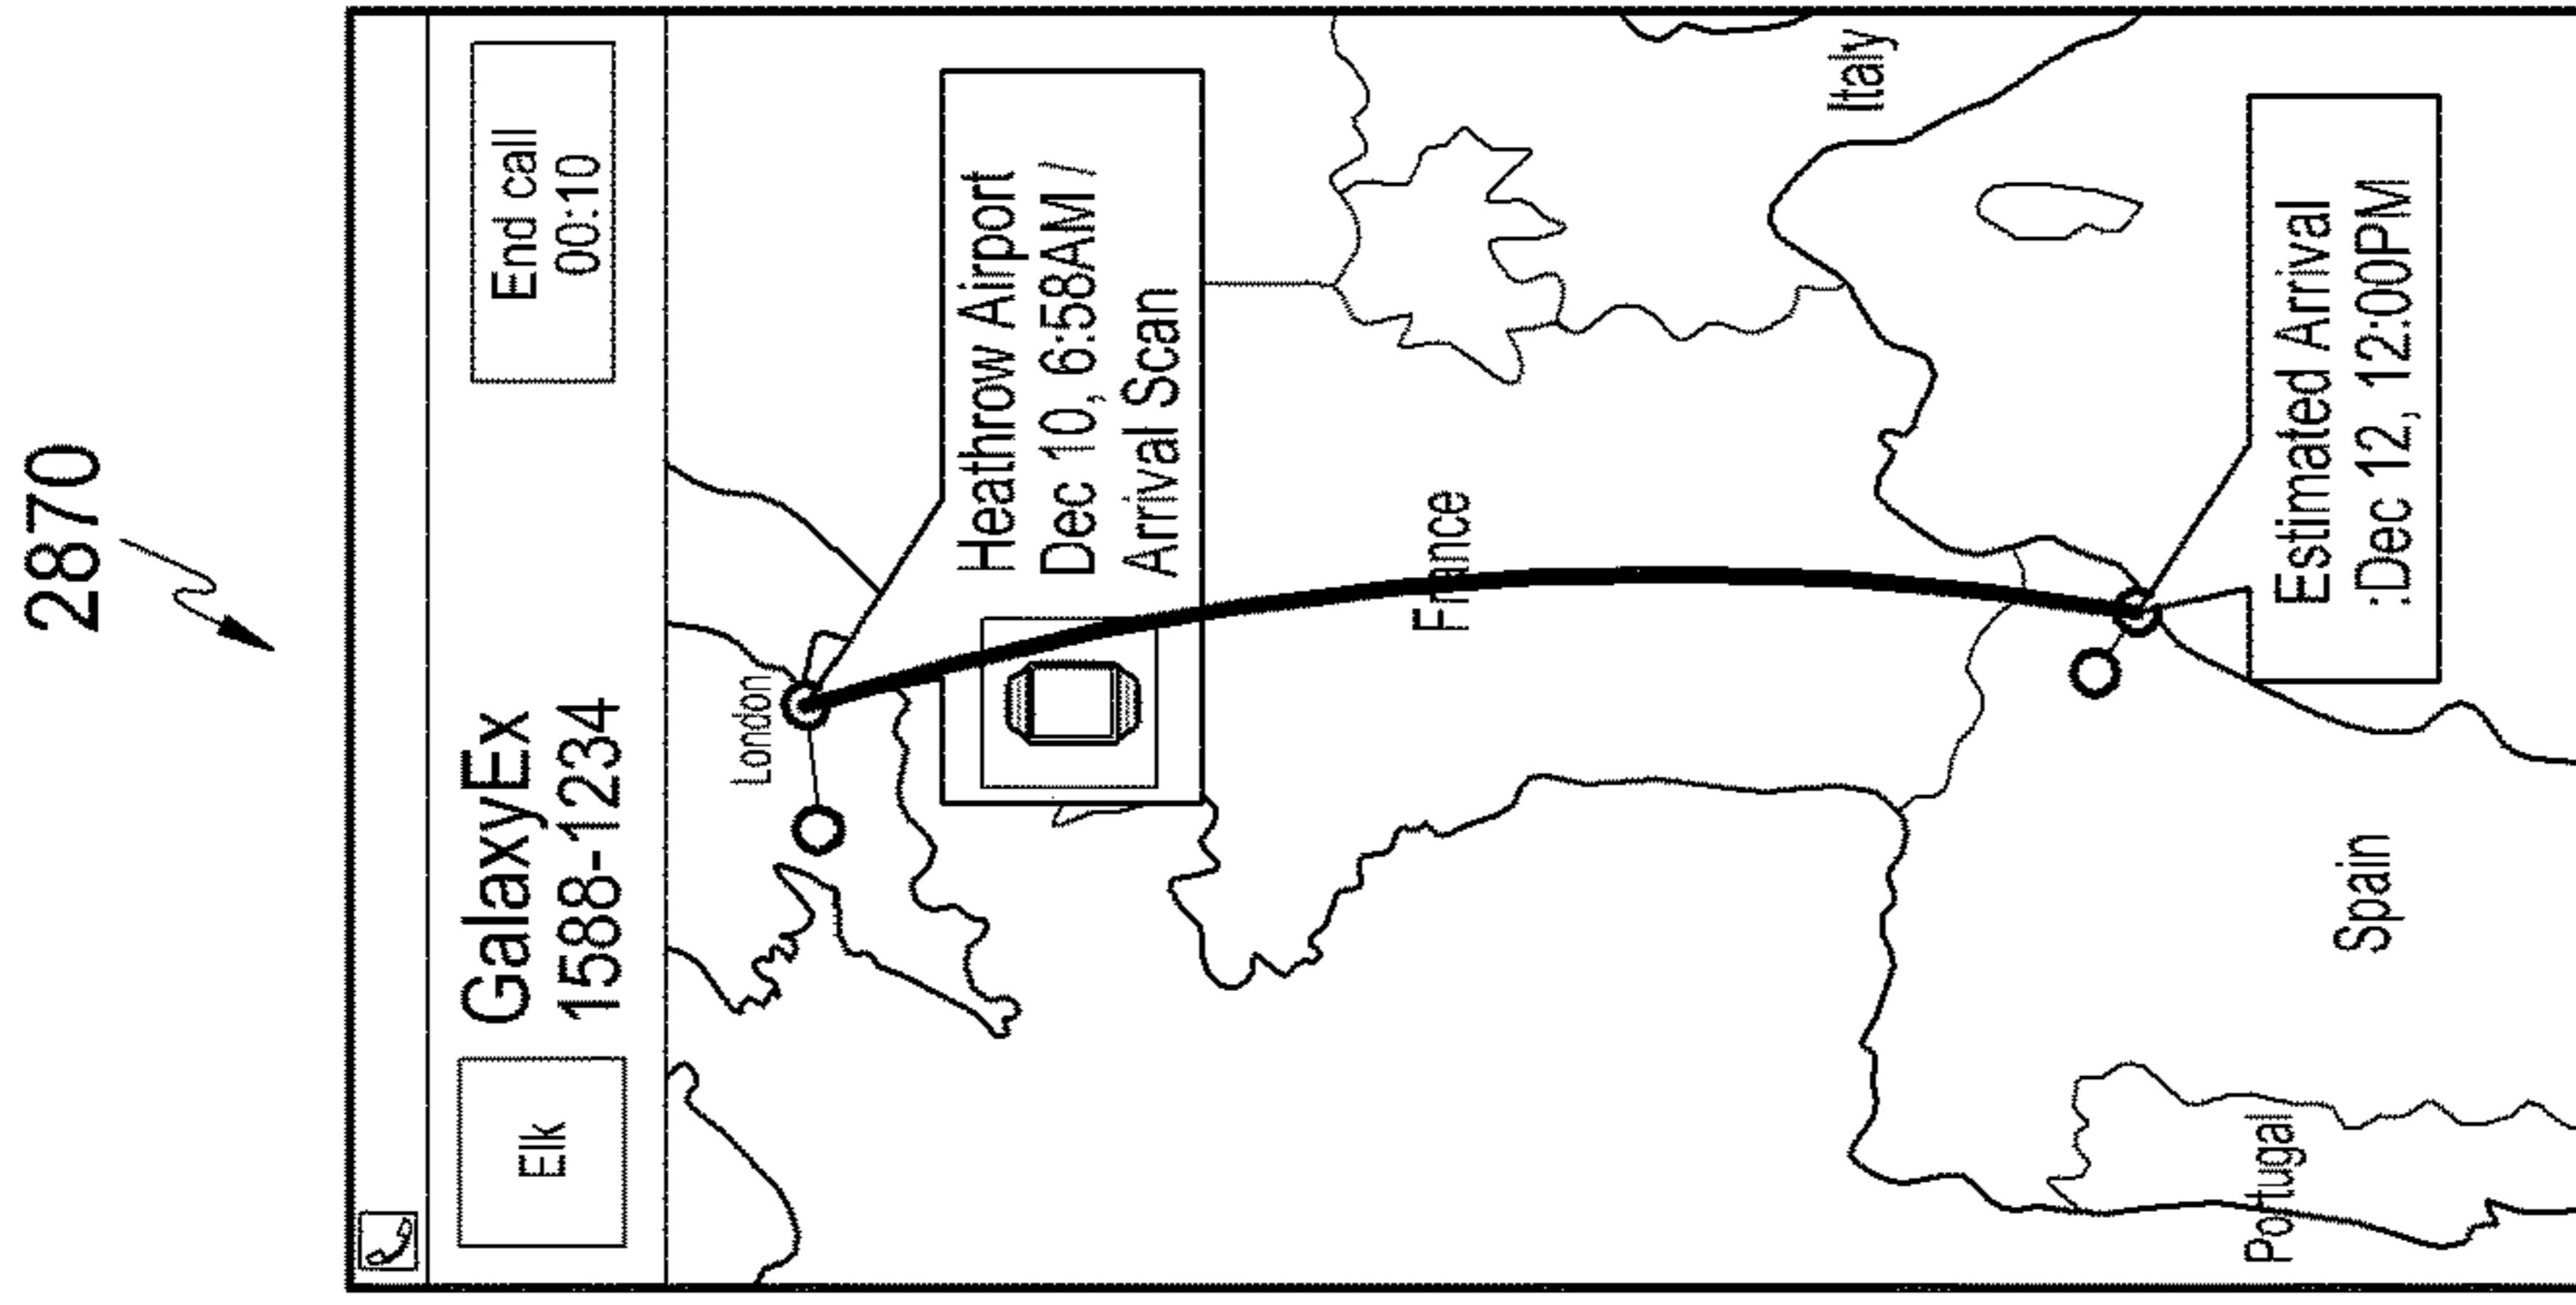 2870
Elk
GalaxyEx
1588-1234
End call
00:10
London
Heathrow Airport
Dec 10, 6:58AM /
Arrival Scan
France
Italy
Estimated Arrival
:Dec 12, 12:00PM
Spain
Portugal